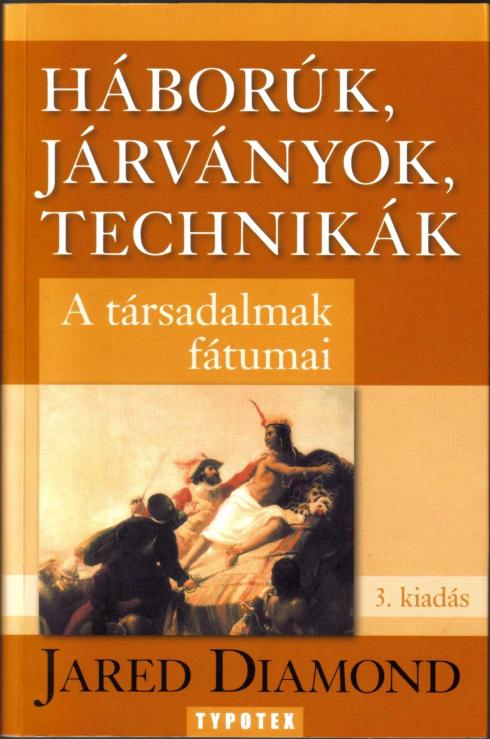 HÁBORÚK,
JÁRVÁNYOK,
TECHNIKÁK
A társadalmak
fátumai
3. kiadás
JARED DIAMOND
TYPOTEX